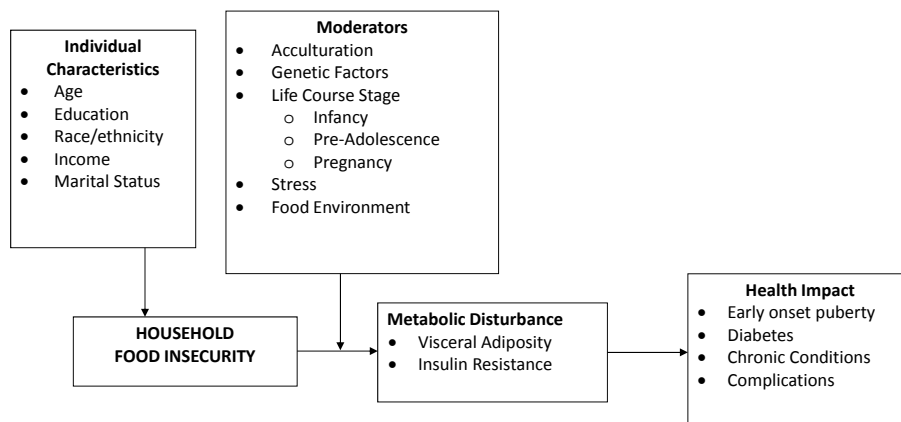 Individual
Characteristics
• Age
• Education
• Race/ethnicity
• Income
• Marital Status
Moderators
• Acculturation
• Genetic Factors
• Life Course Stage
o Infancy
o Pre-Adolescence
o Pregnancy
• Stress
• Food Environment
HOUSEHOLD
FOOD INSECURITY
Metabolic Disturbance
• Visceral Adiposity
• Insulin Resistance
Health Impact
• Early onset puberty
• Diabetes
• Chronic Conditions
• Complications